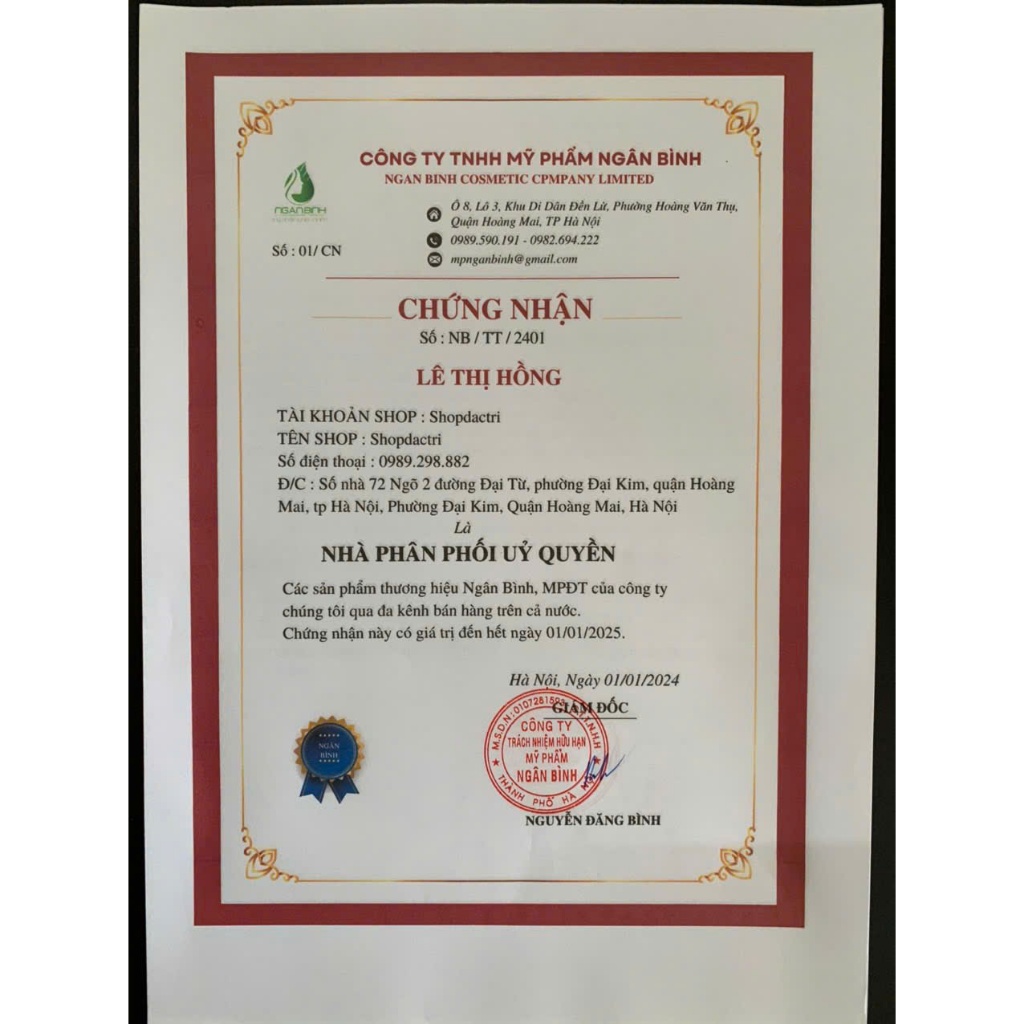 CÔNG TY TNHH MỸ PHẨM NGÂN BÌNH
NGAN BINH COSMETIC CPMPANY LIMITED
NGANBINH
Ô 8, Lô 3, Khu Di Dân Đền Lừ, Phường Hoàng Văn Thụ,
Quận Hoàng Mai, TP Hà Nội
0989.590.191 - 0982.694.222
mpnganbinh@gmail.com
Số : 01/ CN
CHỨNG NHẬN
Số : NB / TT / 2401
LÊ THỊ HỒNG
TÀI KHOẢN SHOP : Shopdactri
TÊN SHOP : Shopdactri
Số điện thoại : 0989.298.882
Đ/C : Số nhà 72 Ngõ 2 đường Đại Từ, phường Đại Kim, quận Hoàng
Mai, tp Hà Nội, Phường Đại Kim, Quận Hoàng Mai, Hà Nội
Là
NHÀ PHÂN PHỐI UỶ QUYỀN
Các sản phẩm thương hiệu Ngân Bình, MPĐT của công ty
chúng tôi qua đa kênh bán hàng trên cả nước.
Chứng nhận này có giá trị đến hết ngày 01/01/2025.
Hà Nội, Ngày 01/01/2024
GIÁM ĐỐC
M.S.D.N:
CÔNG TY
TRÁCH NHIỆM HỮU HẠN
MỸ PHẨM
NGÂN BÌNH
THÀNH PHỐ HÀ
NGÂN
BÌNH
NGUYỄN ĐĂNG BÌNH